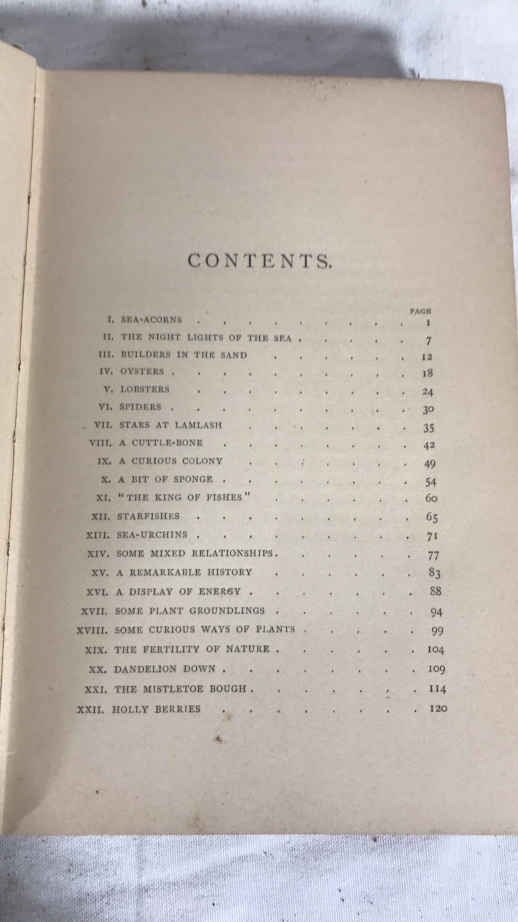 CONTENTS.
PAGE
I. SEA-ACORNS . . . . . . . . . 1
II. THE NIGHT LIGHTS OF THE SEA . . . . . 7
III. BUILDERS IN THE SAND . . . . . . 12
IV. OYSTERS . . . . . . . . . . 18
V. LOBSTERS . . . . . . . . . 24
VI. SPIDERS . . . . . . . . . . 30
VII. STARS AT LAMLASH . . . . . . . 35
VIII. A CUTTLE-BONE . . . . . . . . 42
IX. A CURIOUS COLONY . . . . . . . 49
X. A BIT OF SPONGE . . . . . . . . 54
XI. "THE KING OF FISHES" . . . . . . 60
XII. STARFISHES . . . . . . . . . 65
XIII. SEA-URCHINS . . . . . . . . . 71
XIV. SOME MIXED RELATIONSHIPS . . . . . . 77
XV. A REMARKABLE HISTORY . . . . . . 83
XVI. A DISPLAY OF ENERGY . . . . . . . 88
XVII. SOME PLANT GROUNDLINGS . . . . . . 94
XVIII. SOME CURIOUS WAYS OF PLANTS . . . . . 99
XIX. THE FERTILITY OF NATURE . . . . . . 104
XX. DANDELION DOWN . . . . . . . . 109
XXI. THE MISTLETOE BOUGH . . . . . . . 114
XXII. HOLLY BERRIES . . . . . . . . 120